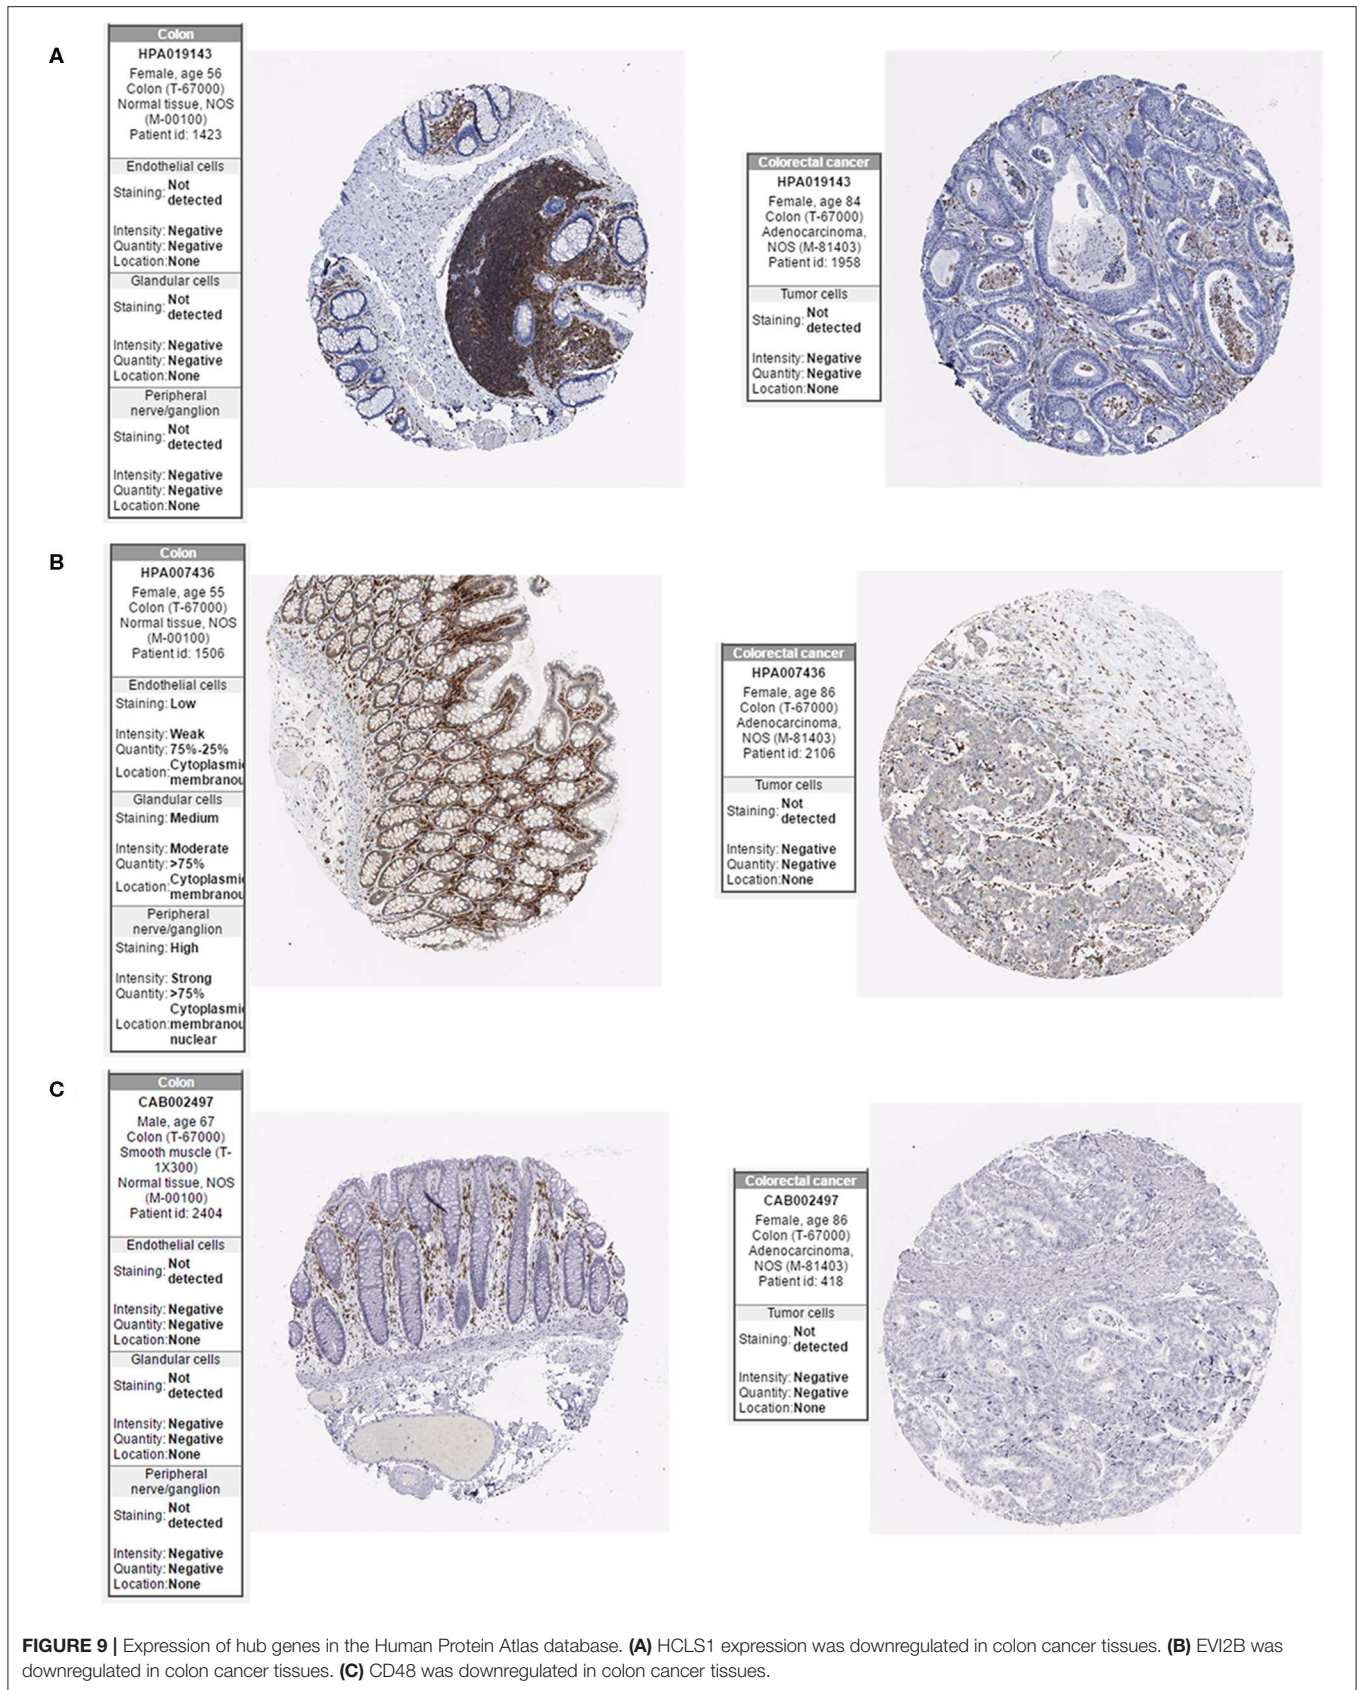 A
Colon
HPA019143
Female, age 56
Colon (T-67000)
Normal tissue, NOS
(M-00100)
Patient id: 1423
Endothelial cells
Staining: Not
detected
Intensity: Negative
Quantity: Negative
Location:None
Glandular cells
Staining: Not
detected
Intensity: Negative
Quantity: Negative
Location:None
Peripheral
nerve/ganglion
Staining: Not
detected
Intensity: Negative
Quantity: Negative
Location:None
Colorectal cancer
HPA019143
Female, age 84
Colon (T-67000)
Adenocarcinoma,
NOS (M-81403)
Patient id: 1958
Tumor cells
Staining: Not
detected
Intensity: Negative
Quantity: Negative
Location:None
B
Colon
HPA007436
Female, age 55
Colon (T-67000)
Normal tissue, NOS
(M-00100)
Patient id: 1506
Endothelial cells
Staining: Low
Intensity: Weak
Quantity: 75%-25%
Location: Cytoplasmi
membranou
Glandular cells
Staining: Medium
Intensity: Moderate
Quantity: >75%
Location: Cytoplasmi
membranou
Peripheral
nerve/ganglion
Staining: High
Intensity: Strong
Quantity: >75%
Cytoplasmi
Location:membranou
nuclear
Colorectal cancer
HPA007436
Female, age 86
Colon (T-67000)
Adenocarcinoma,
NOS (M-81403)
Patient id: 2106
Tumor cells
Staining: Not
detected
Intensity: Negative
Quantity: Negative
Location:None
C
Colon
CAB002497
Male, age 67
Colon (T-67000)
Smooth muscle (T-
1X300)
Normal tissue, NOS
(M-00100)
Patient id: 2404
Endothelial cells
Staining: Not
detected
Intensity: Negative
Quantity: Negative
Location:None
Glandular cells
Staining: Not
detected
Intensity: Negative
Quantity: Negative
Location:None
Peripheral
nerve/ganglion
Staining: Not
detected
Intensity: Negative
Quantity: Negative
Location:None
Colorectal cancer
CAB002497
Female, age 86
Colon (T-67000)
Adenocarcinoma,
NOS (M-81403)
Patient id: 418
Tumor cells
Staining: Not
detected
Intensity: Negative
Quantity: Negative
Location:None
FIGURE 9 | Expression of hub genes in the Human Protein Atlas database. (A) HCLS1 expression was downregulated in colon cancer tissues. (B) EVI2B was
downregulated in colon cancer tissues. (C) CD48 was downregulated in colon cancer tissues.